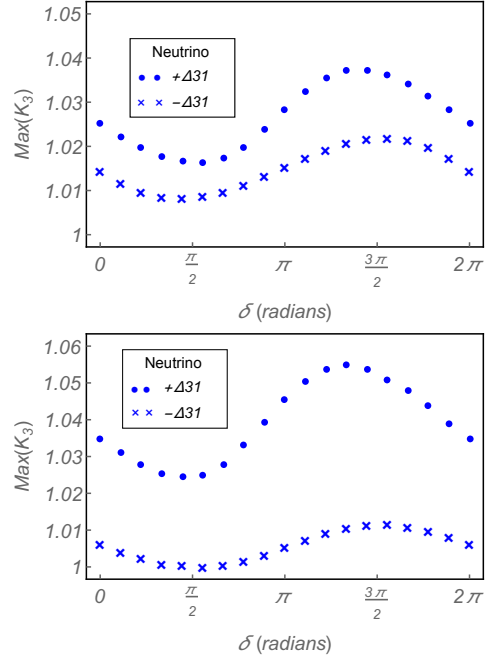 1.05
1.04
1.03
1.02
1.01
1
Max(K₃)
Neutrino
+Δ31
−Δ31
0
π/2
π
3π/2
2π
δ (radians)
1.06
1.05
1.04
1.03
1.02
1.01
1
Max(K₃)
Neutrino
+Δ31
−Δ31
0
π/2
π
3π/2
2π
δ (radians)